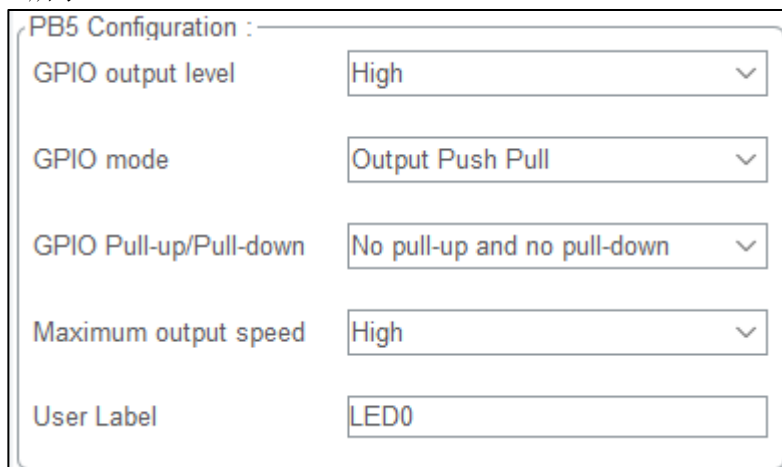 PB5 Configuration :
GPIO output level High
GPIO mode Output Push Pull
GPIO Pull-up/Pull-down No pull-up and no pull-down
Maximum output speed High
User Label LED0